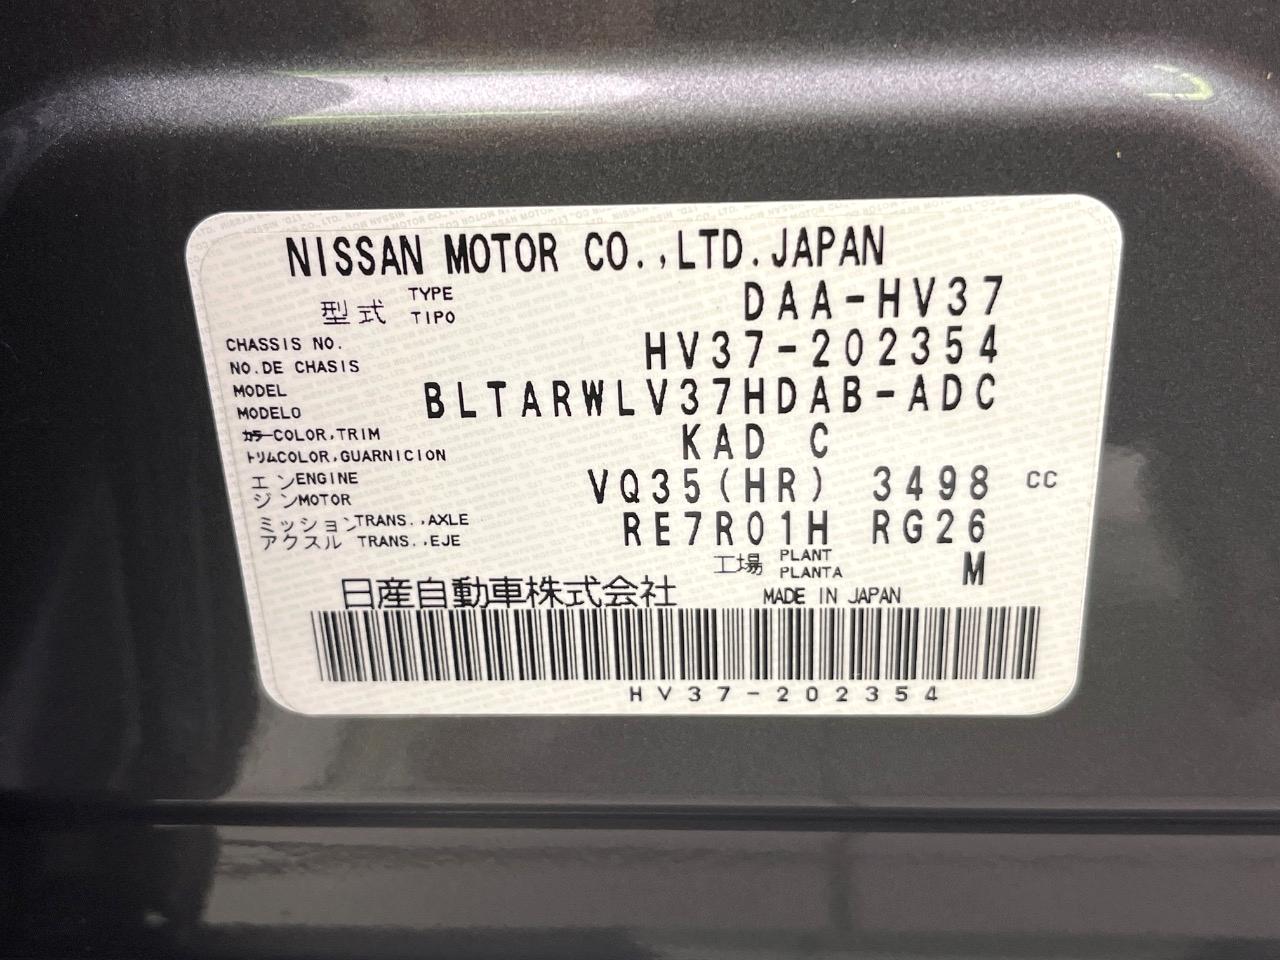 NISSAN MOTOR CO.,LTD.JAPAN
型式 TYPE DAA-HV37
TIPO
CHASSIS NO. HV37-202354
NO.DE CHASIS
MODEL BLTARWLV37HDAB-ADC
MODELO
カラーCOLOR,TRIM KAD C
トリムCOLOR,GUARNICION
エンENGINE VQ35(HR) 3498 CC
ジンMOTOR
ミッションTRANS.,AXLE RE7R01H RG26
アクスル TRANS.,EJE
工場 PLANT M
PLANTA
日産自動車株式会社 MADE IN JAPAN
HV37-202354